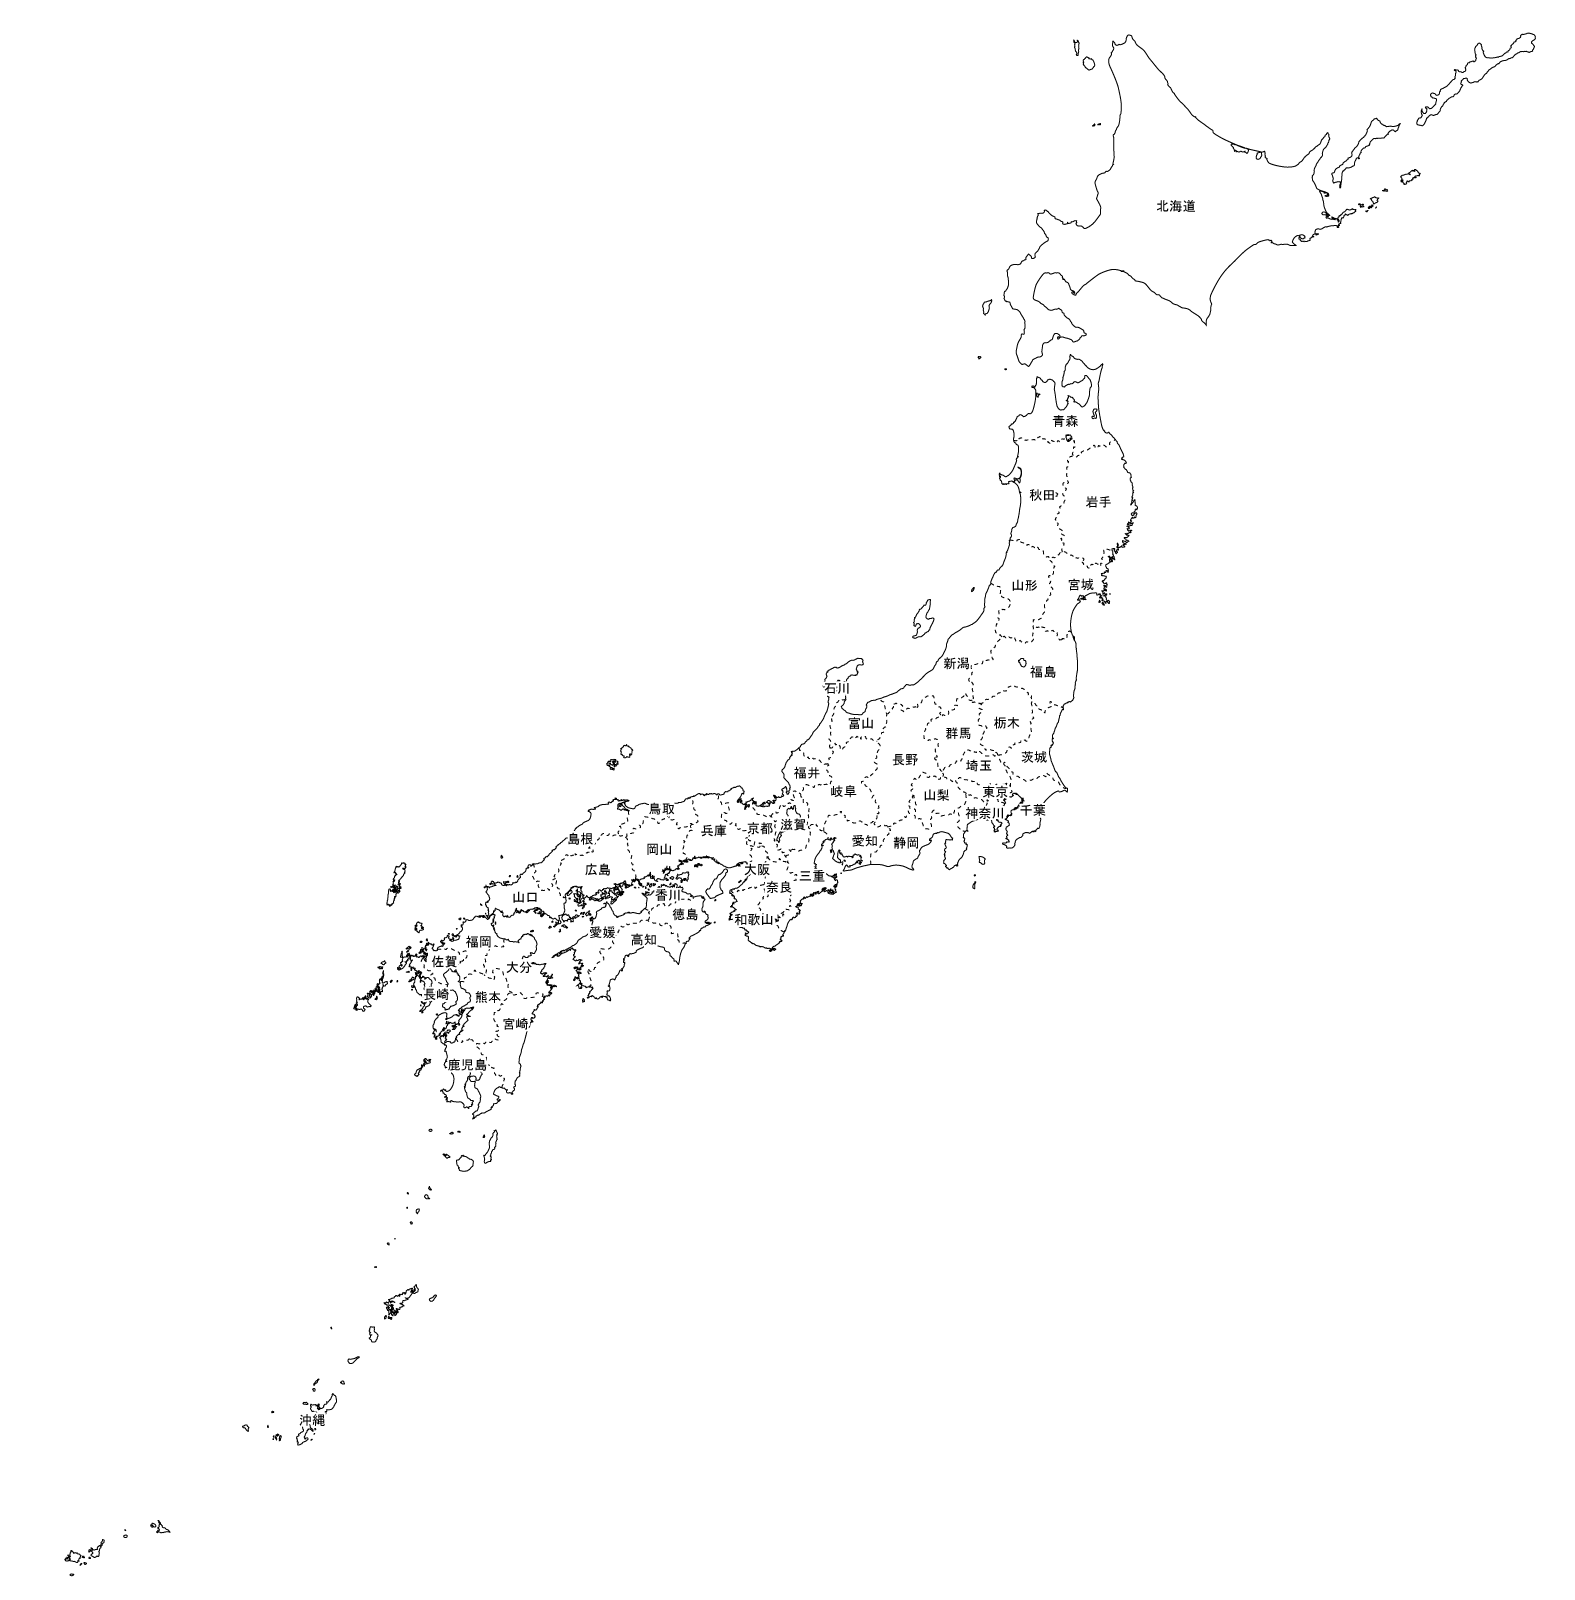 北海道
青森
秋田
岩手
山形
宮城
新潟
福島
石川
富山
群馬
栃木
長野
茨城
福井
埼玉
岐阜
山梨
東京
鳥取
千葉
神奈川
滋賀
京都
兵庫
島根
愛知
静岡
岡山
広島
大阪
三重
奈良
山口
香川
徳島
和歌山
愛媛
高知
福岡
佐賀
大分
長崎
熊本
宮崎
鹿児島
沖縄